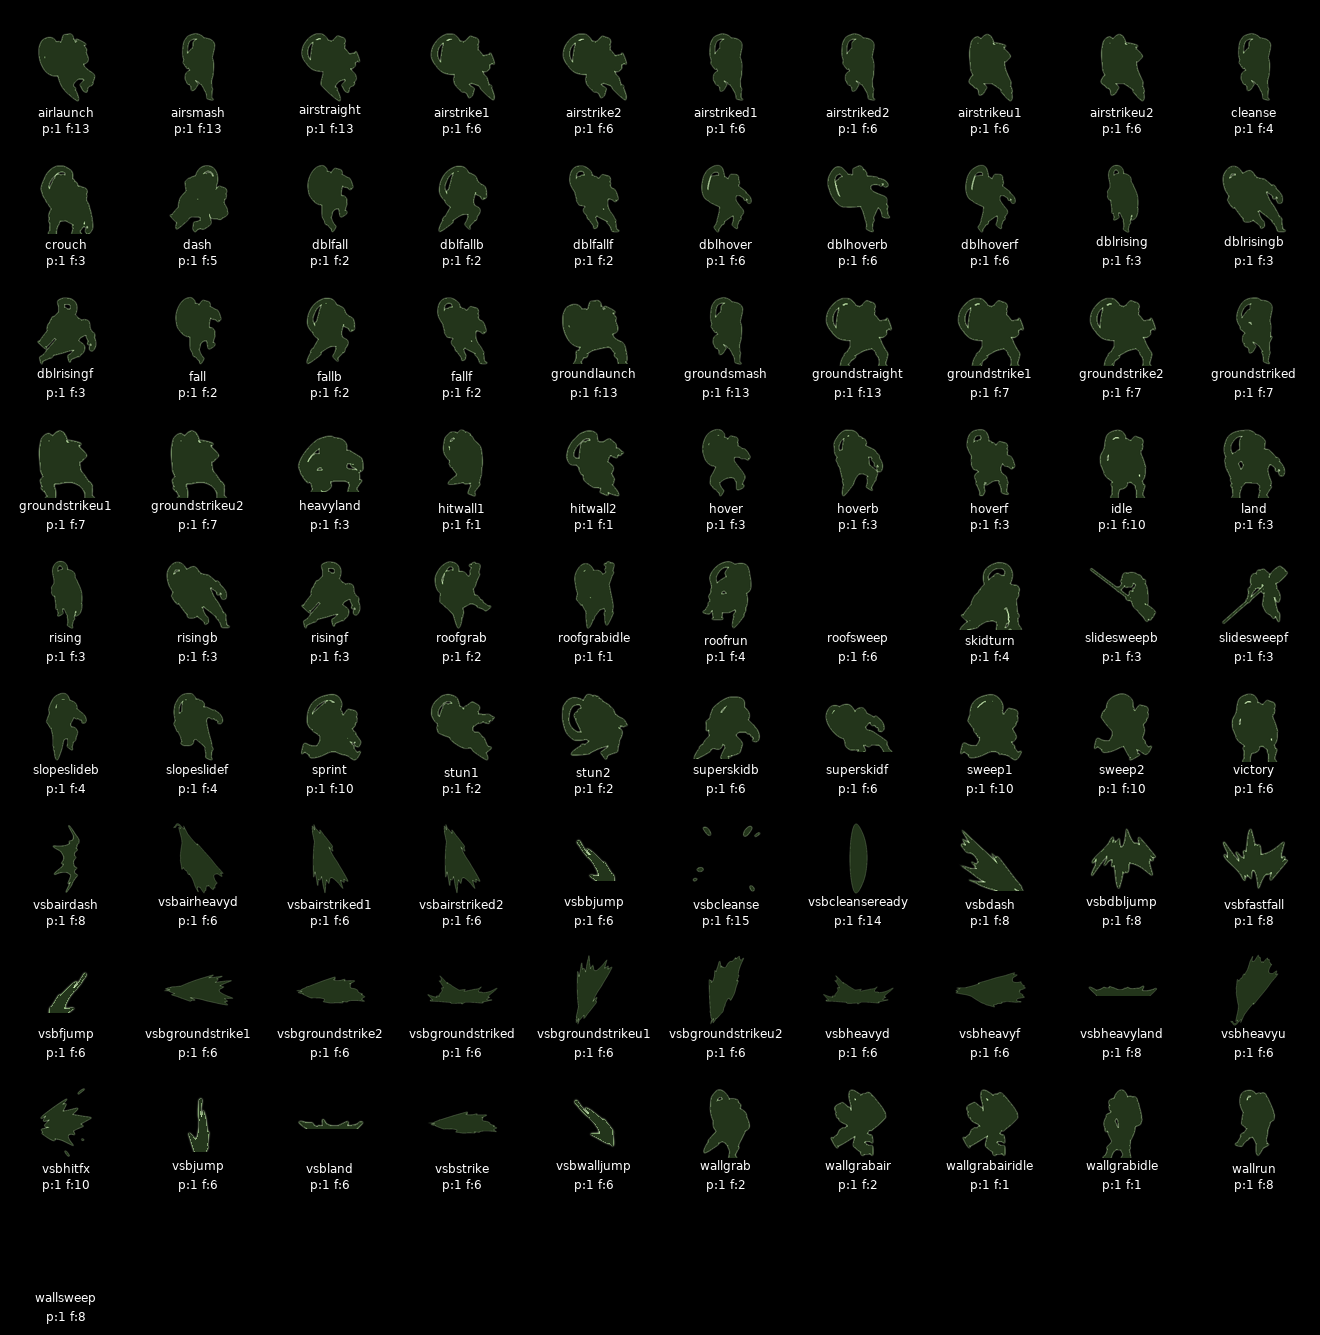 airlaunch airsmash airstraight airstrike1 airstrike2 airstriked1 airstriked2 airstrikeu1 airstrikeu2 cleanse
p:1 f:13 p:1 f:13 p:1 f:13 p:1 f:6 p:1 f:6 p:1 f:6 p:1 f:6 p:1 f:6 p:1 f:6 p:1 f:4
crouch dash dblfall dblfallb dblfallf dblhover dblhoverb dblhoverf dblrising dblrisingb
p:1 f:3 p:1 f:5 p:1 f:2 p:1 f:2 p:1 f:2 p:1 f:6 p:1 f:6 p:1 f:6 p:1 f:3 p:1 f:3
dblrisingf fall fallb fallf groundlaunch groundsmash groundstraight groundstrike1 groundstrike2 groundstriked
p:1 f:3 p:1 f:2 p:1 f:2 p:1 f:2 p:1 f:13 p:1 f:13 p:1 f:13 p:1 f:7 p:1 f:7 p:1 f:7
groundstrikeu1 groundstrikeu2 heavyland hitwall1 hitwall2 hover hoverb hoverf idle land
p:1 f:7 p:1 f:7 p:1 f:3 p:1 f:1 p:1 f:1 p:1 f:3 p:1 f:3 p:1 f:3 p:1 f:10 p:1 f:3
rising risingb risingf roofgrab roofgrabidle roofrun roofsweep skidturn slidesweepb slidesweepf
p:1 f:3 p:1 f:3 p:1 f:3 p:1 f:2 p:1 f:1 p:1 f:4 p:1 f:6 p:1 f:4 p:1 f:3 p:1 f:3
slopeslideb slopeslidef sprint stun1 stun2 superskidb superskidf sweep1 sweep2 victory
p:1 f:4 p:1 f:4 p:1 f:10 p:1 f:2 p:1 f:2 p:1 f:6 p:1 f:6 p:1 f:10 p:1 f:10 p:1 f:6
vsbairdash vsbairheavyd vsbairstriked1 vsbairstriked2 vsbbjump vsbcleanse vsbcleanseready vsbdash vsbdbljump vsbfastfall
p:1 f:8 p:1 f:6 p:1 f:6 p:1 f:6 p:1 f:6 p:1 f:15 p:1 f:14 p:1 f:8 p:1 f:8 p:1 f:8
vsbfjump vsbgroundstrike1 vsbgroundstrike2 vsbgroundstriked vsbgroundstrikeu1 vsbgroundstrikeu2 vsbheavyd vsbheavyf vsbheavyland vsbheavyu
p:1 f:6 p:1 f:6 p:1 f:6 p:1 f:6 p:1 f:6 p:1 f:6 p:1 f:6 p:1 f:6 p:1 f:8 p:1 f:6
vsbhitfx vsbjump vsbland vsbstrike vsbwalljump wallgrab wallgrabair wallgrabairidle wallgrabidle wallrun
p:1 f:10 p:1 f:6 p:1 f:6 p:1 f:6 p:1 f:6 p:1 f:2 p:1 f:2 p:1 f:1 p:1 f:1 p:1 f:8
wallsweep
p:1 f:8